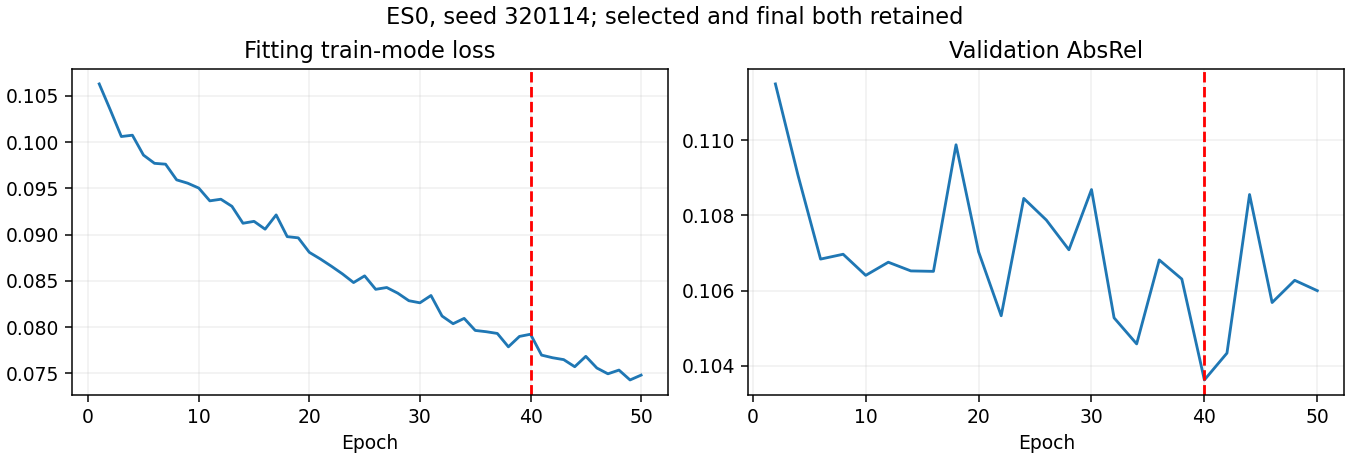 ES0, seed 320114; selected and final both retained
Fitting train-mode loss
0.105
0.100
0.095
0.090
0.085
0.080
0.075
0 10 20 30 40 50
Epoch
Validation AbsRel
0.110
0.108
0.106
0.104
0 10 20 30 40 50
Epoch